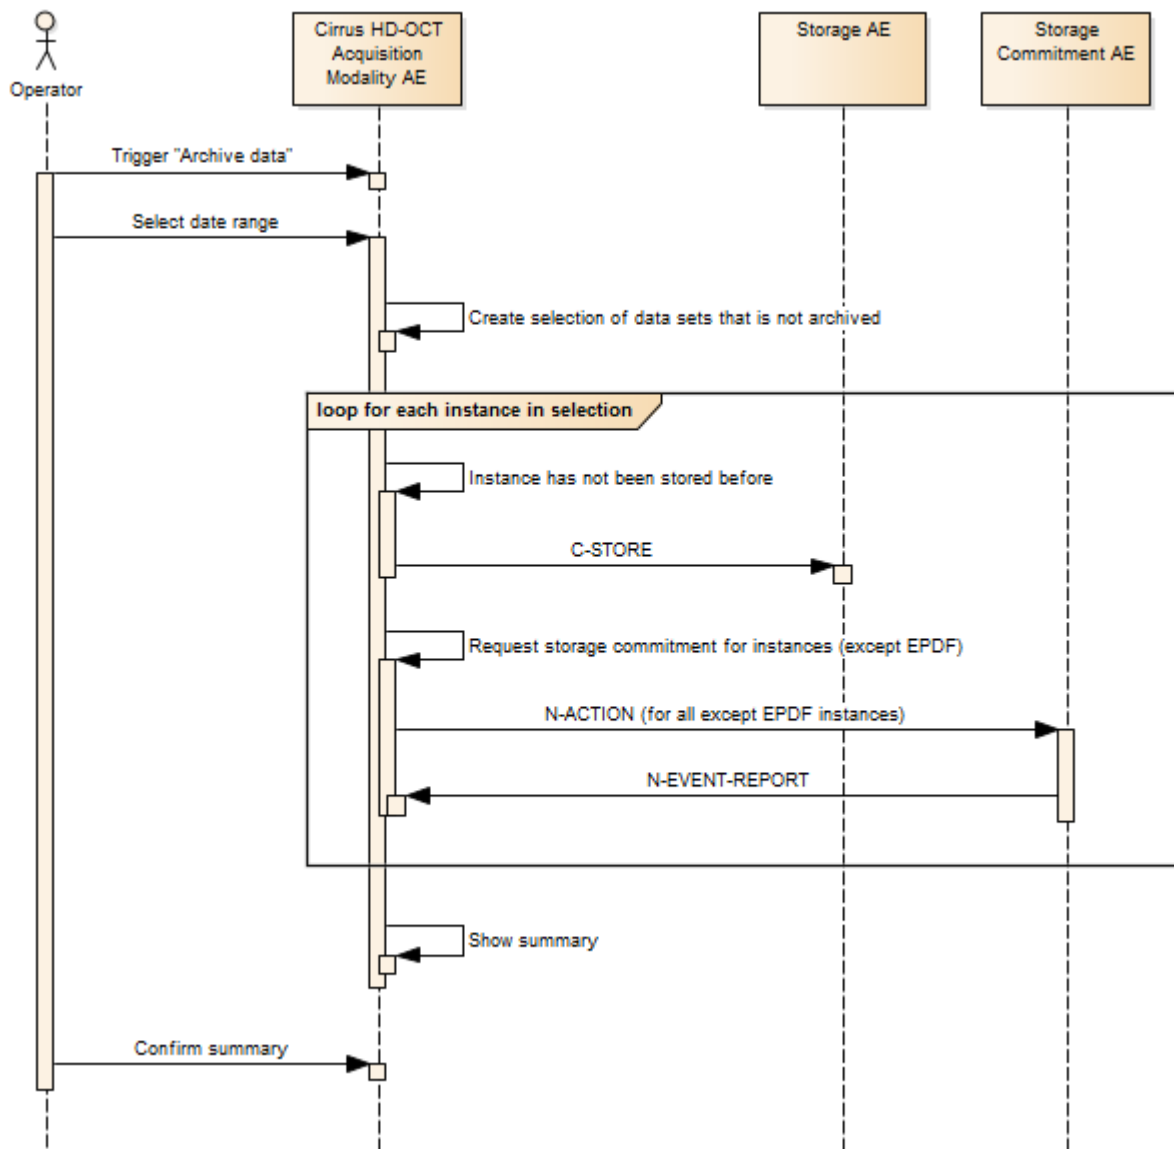 Operator
Cirrus HD-OCT
Acquisition
Modality AE
Storage AE
Storage
Commitment AE
Trigger "Archive data"
Select date range
Create selection of data sets that is not archived
loop for each instance in selection
Instance has not been stored before
C-STORE
Request storage commitment for instances (except EPDF)
N-ACTION (for all except EPDF instances)
N-EVENT-REPORT
Show summary
Confirm summary